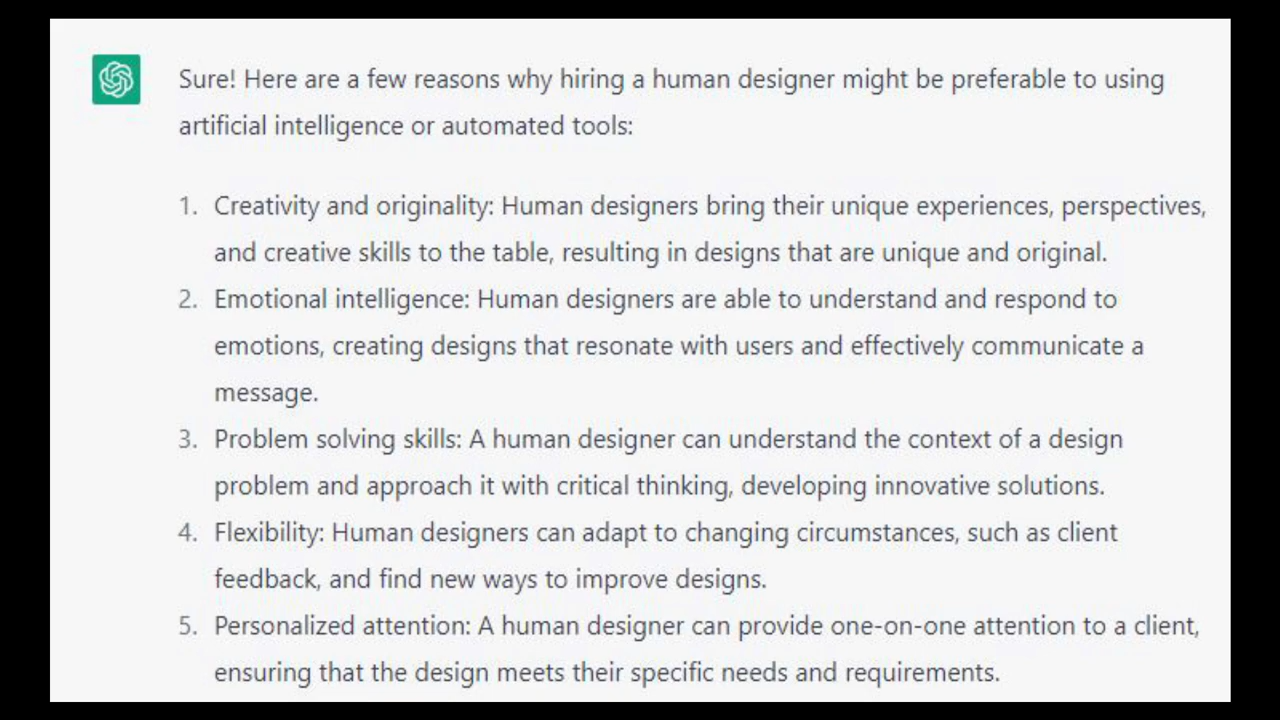 Sure! Here are a few reasons why hiring a human designer might be preferable to using
artificial intelligence or automated tools:
1. Creativity and originality: Human designers bring their unique experiences, perspectives,
and creative skills to the table, resulting in designs that are unique and original.
2. Emotional intelligence: Human designers are able to understand and respond to
emotions, creating designs that resonate with users and effectively communicate a
message.
3. Problem solving skills: A human designer can understand the context of a design
problem and approach it with critical thinking, developing innovative solutions.
4. Flexibility: Human designers can adapt to changing circumstances, such as client
feedback, and find new ways to improve designs.
5. Personalized attention: A human designer can provide one-on-one attention to a client,
ensuring that the design meets their specific needs and requirements.